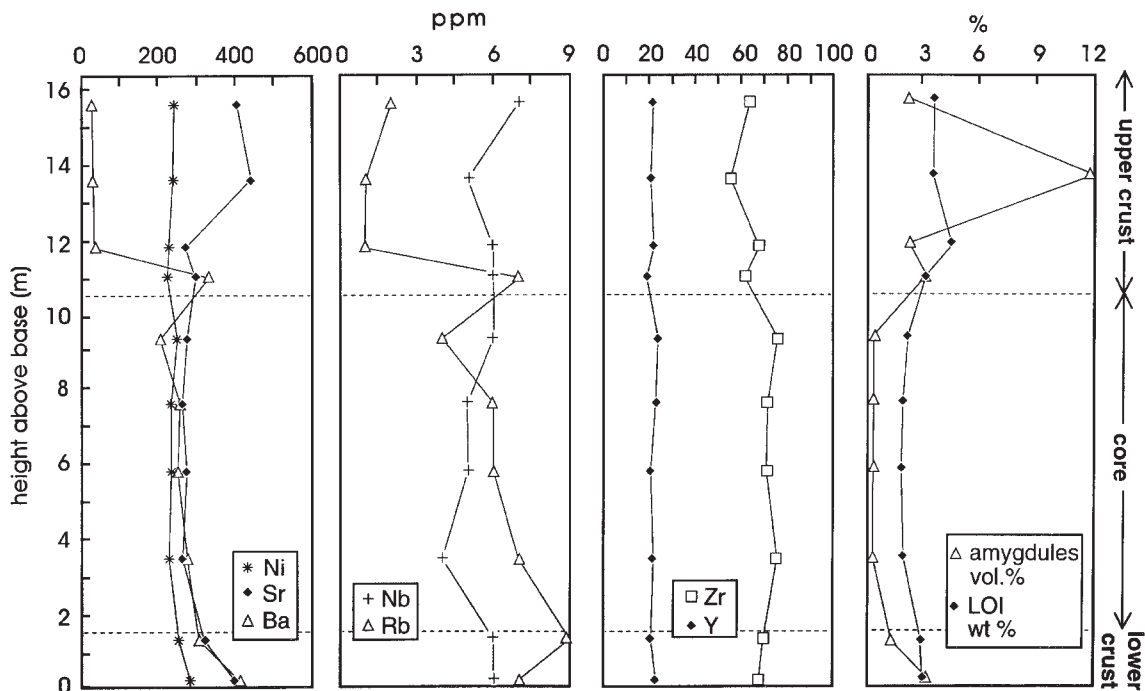 ppm
%
0 200 400 600
0 3 6 9
0 20 40 60 80 100
0 3 6 9 12
height above base (m)
16
14
12
10
8
6
4
2
0
Ni
Sr
Ba
Nb
Rb
Zr
Y
amygdules
vol.%
LOI
wt %
upper crust
core
lower
crust